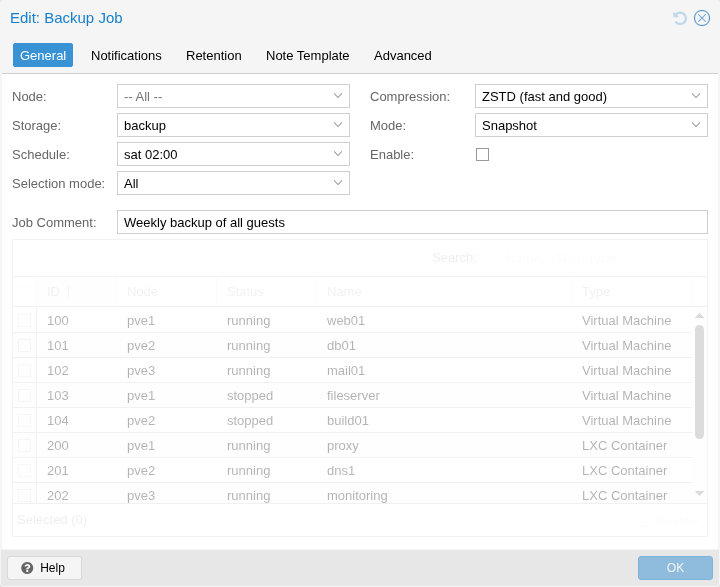 Edit: Backup Job
General Notifications Retention Note Template Advanced
Node: -- All -- Compression: ZSTD (fast and good)
Storage: backup Mode: Snapshot
Schedule: sat 02:00 Enable:
Selection mode: All
Job Comment: Weekly backup of all guests
Search:
ID Node Status Name Type
100 pve1 running web01 Virtual Machine
101 pve2 running db01 Virtual Machine
102 pve3 running mail01 Virtual Machine
103 pve1 stopped fileserver Virtual Machine
104 pve2 stopped build01 Virtual Machine
200 pve1 running proxy LXC Container
201 pve2 running dns1 LXC Container
202 pve3 running monitoring LXC Container
Selected (0)
Help OK